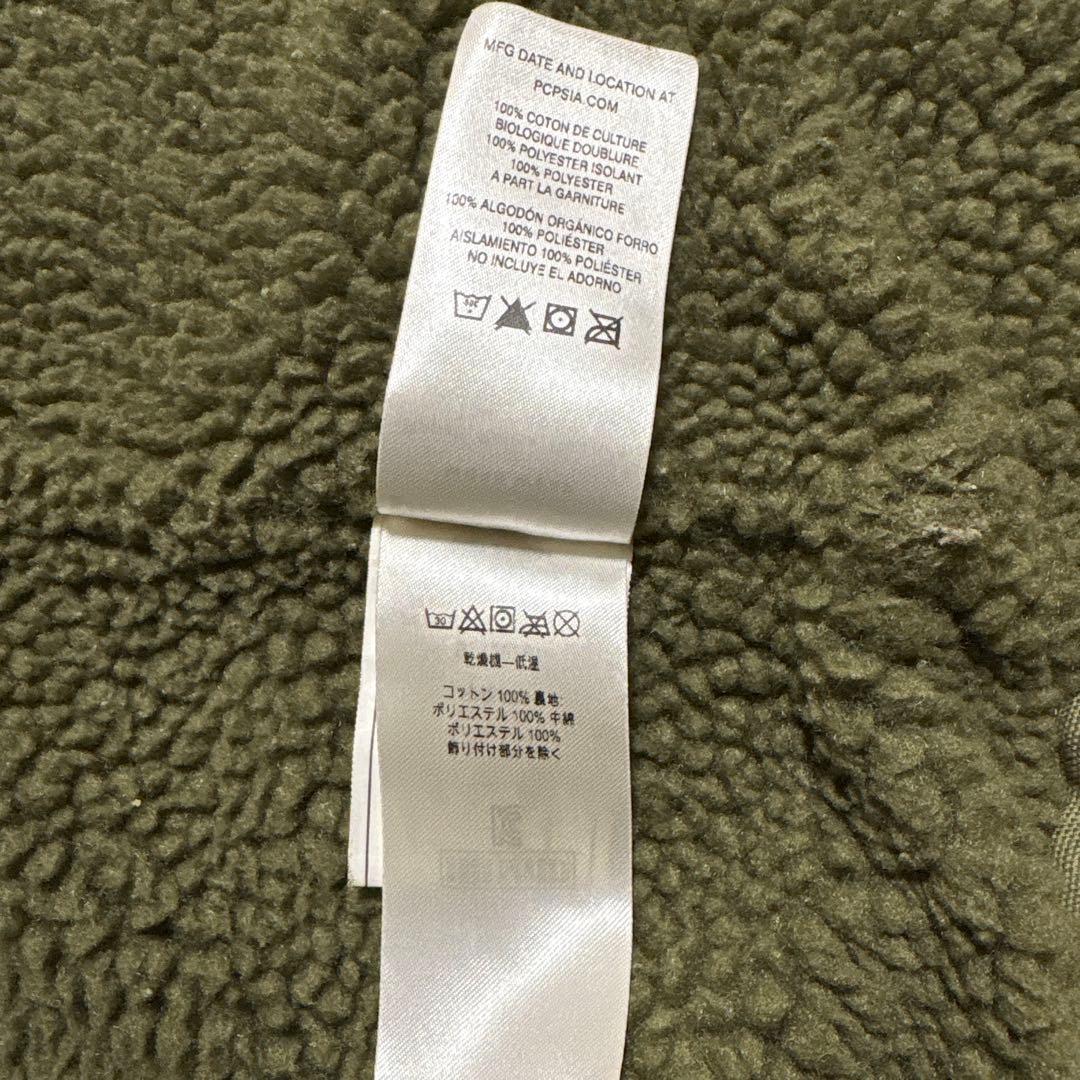 MFG DATE AND LOCATION AT
PCPSIA.COM
100% COTON DE CULTURE
BIOLOGIQUE DOUBLURE
100% POLYESTER ISOLANT
100% POLYESTER
A PART LA GARNITURE
100% ALGODÓN ORGÁNICO FORRO
100% POLIÉSTER
AISLAMIENTO 100% POLIÉSTER
NO INCLUYE EL ADORNO
30
乾燥機—低温
コットン 100% 裏地
ポリエステル 100% 中綿
ポリエステル 100%
飾り付け部分を除く